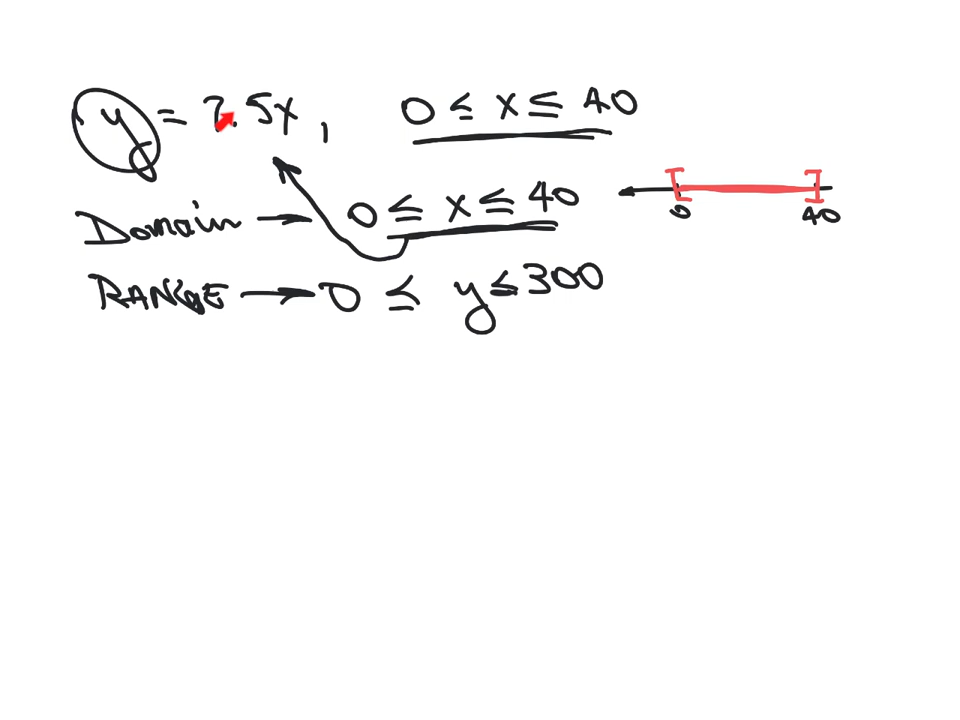 y = 7.5x, 0 ≤ x ≤ 40
Domain → 0 ≤ x ≤ 40
0 40
RANGE → 0 ≤ y ≤ 300